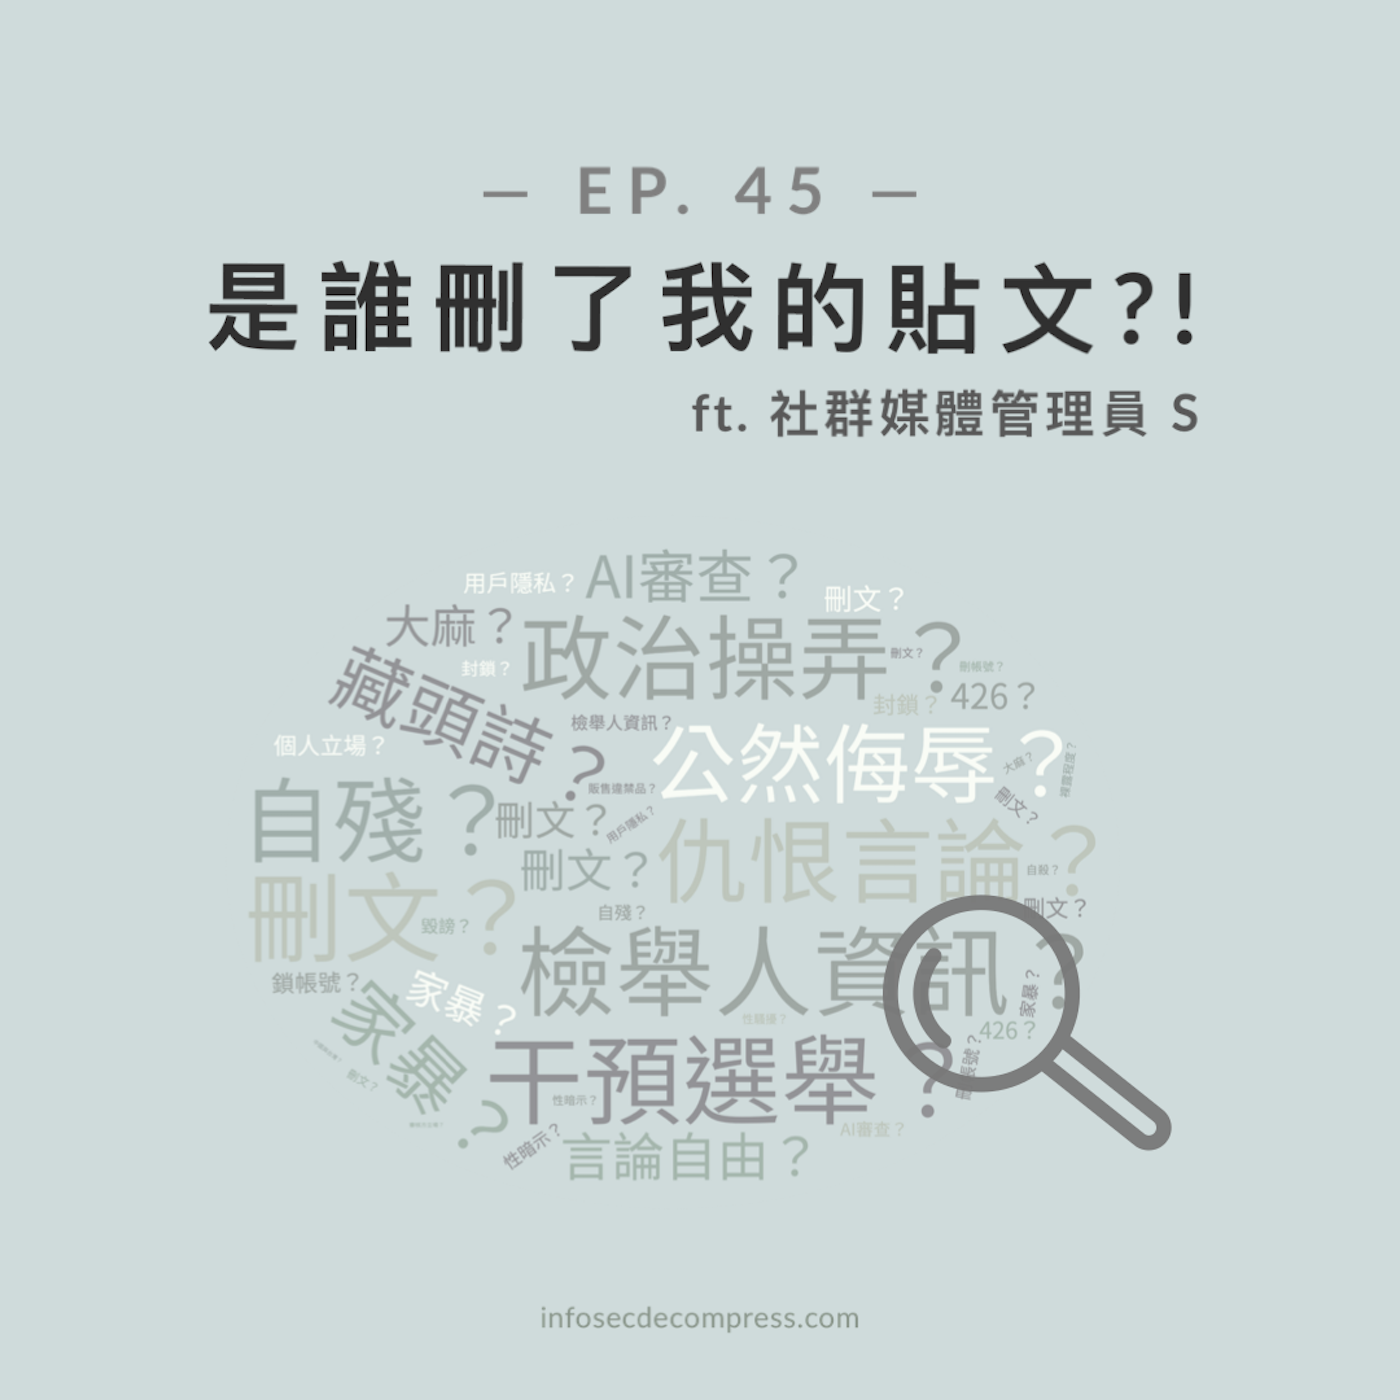 — EP. 45 —
是誰刪了我的貼文?!
ft. 社群媒體管理員 S
用戶隱私？
AI審查？
刪文？
大麻？
政治操弄？
刪文？
刪帳號？
封鎖？
藏頭詩？
封鎖？
426？
檢舉人資訊？
個人立場？
公然侮辱？
大麻？
裸露程度？
販售違禁品？
刪文？
自殘？
刪文？
用戶隱私？
仇恨言論？
刪文？
自殺？
刪文？
毀謗？
自殘？
刪文？
檢舉人資訊？
鎖帳號？
家暴？
家暴？
家暴？
性騷擾？
426？
干預選舉？
刪文？
性暗示？
性暗示？
言論自由？
AI審查？
infosecdecompress.com